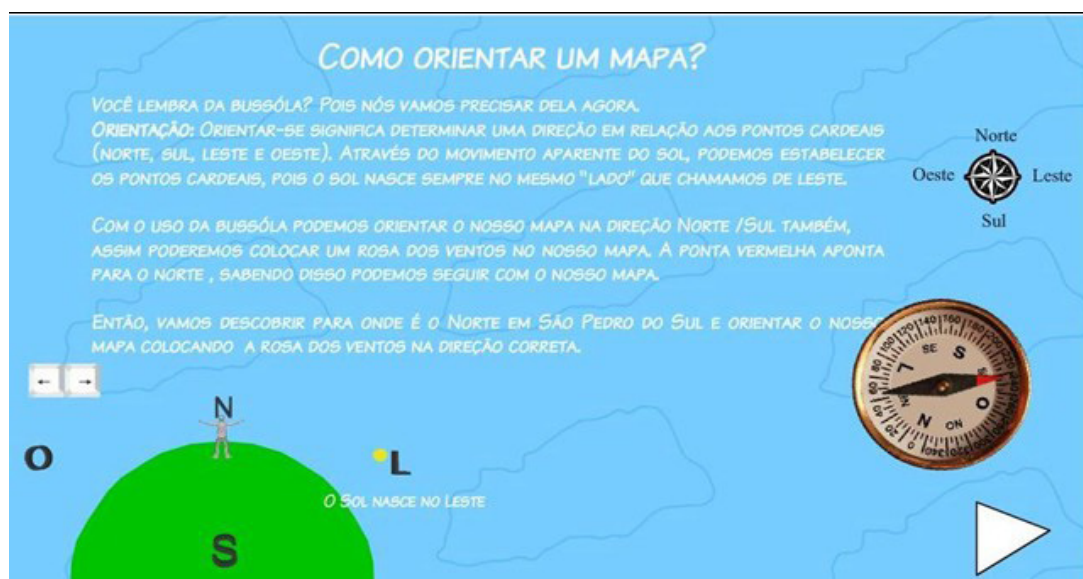 COMO ORIENTAR UM MAPA?
VOCÊ LEMBRA DA BUSSÓLA? POIS NÓS VAMOS PRECISAR DELA AGORA.
ORIENTAÇÃO: ORIENTAR-SE SIGNIFICA DETERMINAR UMA DIREÇÃO EM RELAÇÃO AOS PONTOS CARDEAIS
(NORTE, SUL, LESTE E OESTE). ATRAVÉS DO MOVIMENTO APARENTE DO SOL, PODEMOS ESTABELECER
OS PONTOS CARDEAIS, POIS O SOL NASCE SEMPRE NO MESMO "LADO" QUE CHAMAMOS DE LESTE.
COM O USO DA BUSSÓLA PODEMOS ORIENTAR O NOSSO MAPA NA DIREÇÃO NORTE /SUL TAMBÉM,
ASSIM PODEREMOS COLOCAR UM ROSA DOS VENTOS NO NOSSO MAPA. A PONTA VERMELHA APONTA
PARA O NORTE , SABENDO DISSO PODEMOS SEGUIR COM O NOSSO MAPA.
ENTÃO, VAMOS DESCOBRIR PARA ONDE É O NORTE EM SÃO PEDRO DO SUL E ORIENTAR O NOSSO
MAPA COLOCANDO A ROSA DOS VENTOS NA DIREÇÃO CORRETA.
Norte
Oeste
Leste
Sul
N
O
L
O SOL NASCE NO LESTE
S
SE
S
L
O
N
ON